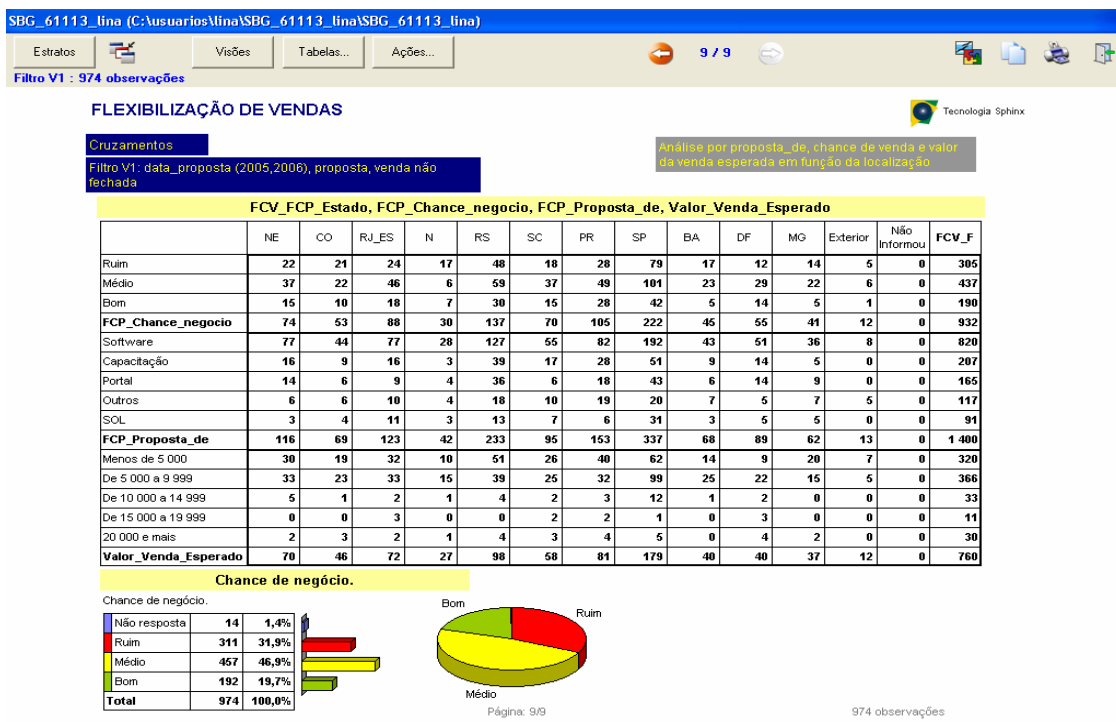 SBG_61113_lina (C:\usuarios\lina\SBG_61113_lina\SBG_61113_lina)
Estratos Visões Tabelas... Ações... 9 / 9
Filtro V1 : 974 observações
FLEXIBILIZAÇÃO DE VENDAS
Tecnologia Sphinx
Cruzamentos
Filtro V1: data_proposta (2005,2006), proposta, venda não
fechada
Análise por proposta_de, chance de venda e valor
da venda esperada em função da localização
FCV_FCP_Estado, FCP_Chance_negocio, FCP_Proposta_de, Valor_Venda_Esperado
NE CO RJ_ES N RS SC PR SP BA DF MG Exterior Não Informou FCV_F
Ruim 22 21 24 17 48 18 28 79 17 12 14 5 0 305
Médio 37 22 46 6 59 37 49 101 23 29 22 6 0 437
Bom 15 10 18 7 30 15 28 42 5 14 5 1 0 190
FCP_Chance_negocio 74 53 88 30 137 70 105 222 45 55 41 12 0 932
Software 77 44 77 28 127 55 82 192 43 51 36 8 0 820
Capacitação 16 9 16 3 39 17 28 51 9 14 5 0 0 207
Portal 14 6 9 4 36 6 18 43 6 14 9 0 0 165
Outros 6 6 10 4 18 10 19 20 7 5 7 5 0 117
SOL 3 4 11 3 13 7 6 31 3 5 5 0 0 91
FCP_Proposta_de 116 69 123 42 233 95 153 337 68 89 62 13 0 1 400
Menos de 5 000 30 19 32 10 51 26 40 62 14 9 20 7 0 320
De 5 000 a 9 999 33 23 33 15 39 25 32 99 25 22 15 5 0 366
De 10 000 a 14 999 5 1 2 1 4 2 3 12 1 2 0 0 0 33
De 15 000 a 19 999 0 0 3 0 0 2 2 1 0 3 0 0 0 11
20 000 e mais 2 3 2 1 4 3 4 5 0 4 2 0 0 30
Valor_Venda_Esperado 70 46 72 27 98 58 81 179 40 40 37 12 0 760
Chance de negócio.
Chance de negócio.
Não resposta 14 1,4%
Ruim 311 31,9%
Médio 457 46,9%
Bom 192 19,7%
Total 974 100,0%
Bom
Ruim
Médio
Página: 9/9
974 observações